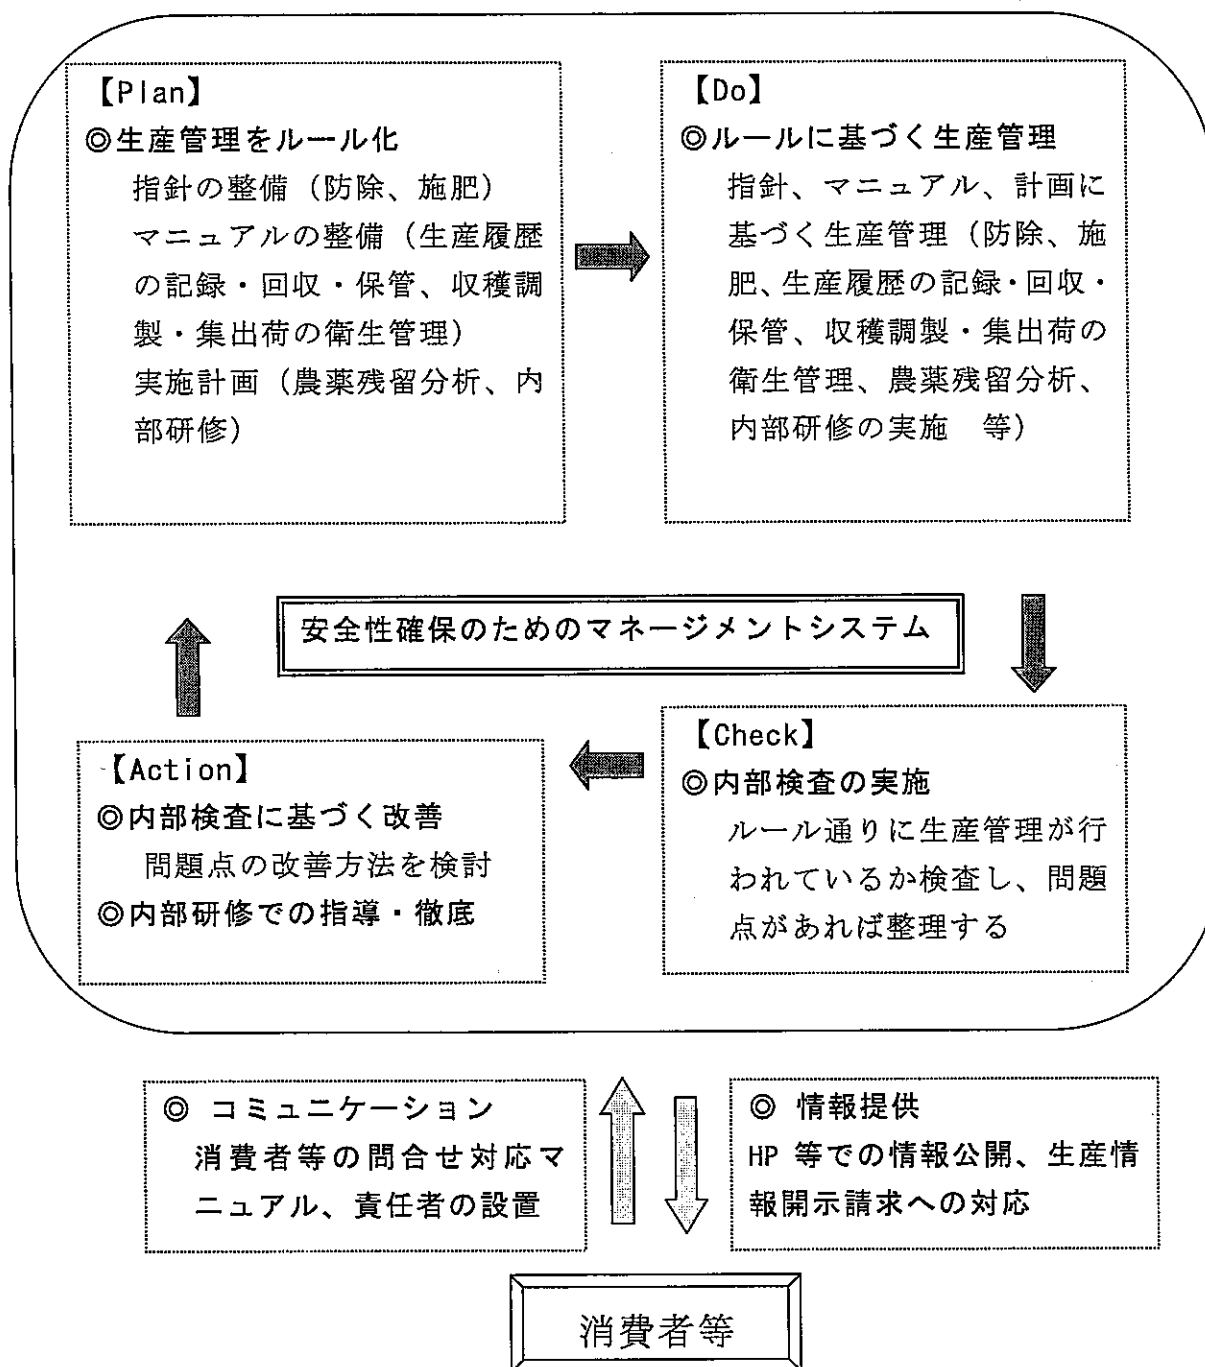 【Plan】
◎生産管理をルール化
指針の整備（防除、施肥）
マニュアルの整備（生産履歴
の記録・回収・保管、収穫調
製・集出荷の衛生管理）
実施計画（農薬残留分析、内
部研修）
【Do】
◎ルールに基づく生産管理
指針、マニュアル、計画に
基づく生産管理（防除、施
肥、生産履歴の記録・回収・
保管、収穫調製・集出荷の
衛生管理、農薬残留分析、
内部研修の実施　等）
安全性確保のためのマネージメントシステム
【Action】
◎内部検査に基づく改善
問題点の改善方法を検討
◎内部研修での指導・徹底
【Check】
◎内部検査の実施
ルール通りに生産管理が行
われているか検査し、問題
点があれば整理する
◎ コミュニケーション
消費者等の問合せ対応マ
ニュアル、責任者の設置
◎ 情報提供
HP 等での情報公開、生産情
報開示請求への対応
消費者等